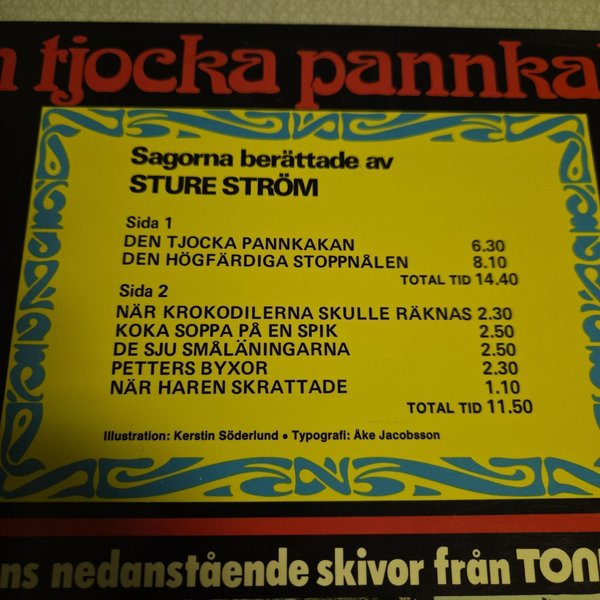 n tjocka pannka
Sagorna berättade av
STURE STRÖM
Sida 1
DEN TJOCKA PANNKAKAN 6.30
DEN HÖGFÄRDIGA STOPPNÅLEN 8.10
TOTAL TID 14.40
Sida 2
NÄR KROKODILERNA SKULLE RÄKNAS 2.30
KOKA SOPPA PÅ EN SPIK 2.50
DE SJU SMÅLÄNINGARNA 2.50
PETTERS BYXOR 2.30
NÄR HAREN SKRATTADE 1.10
TOTAL TID 11.50
Illustration: Kerstin Söderlund • Typografi: Åke Jacobsson
ns nedanstående skivor från TON